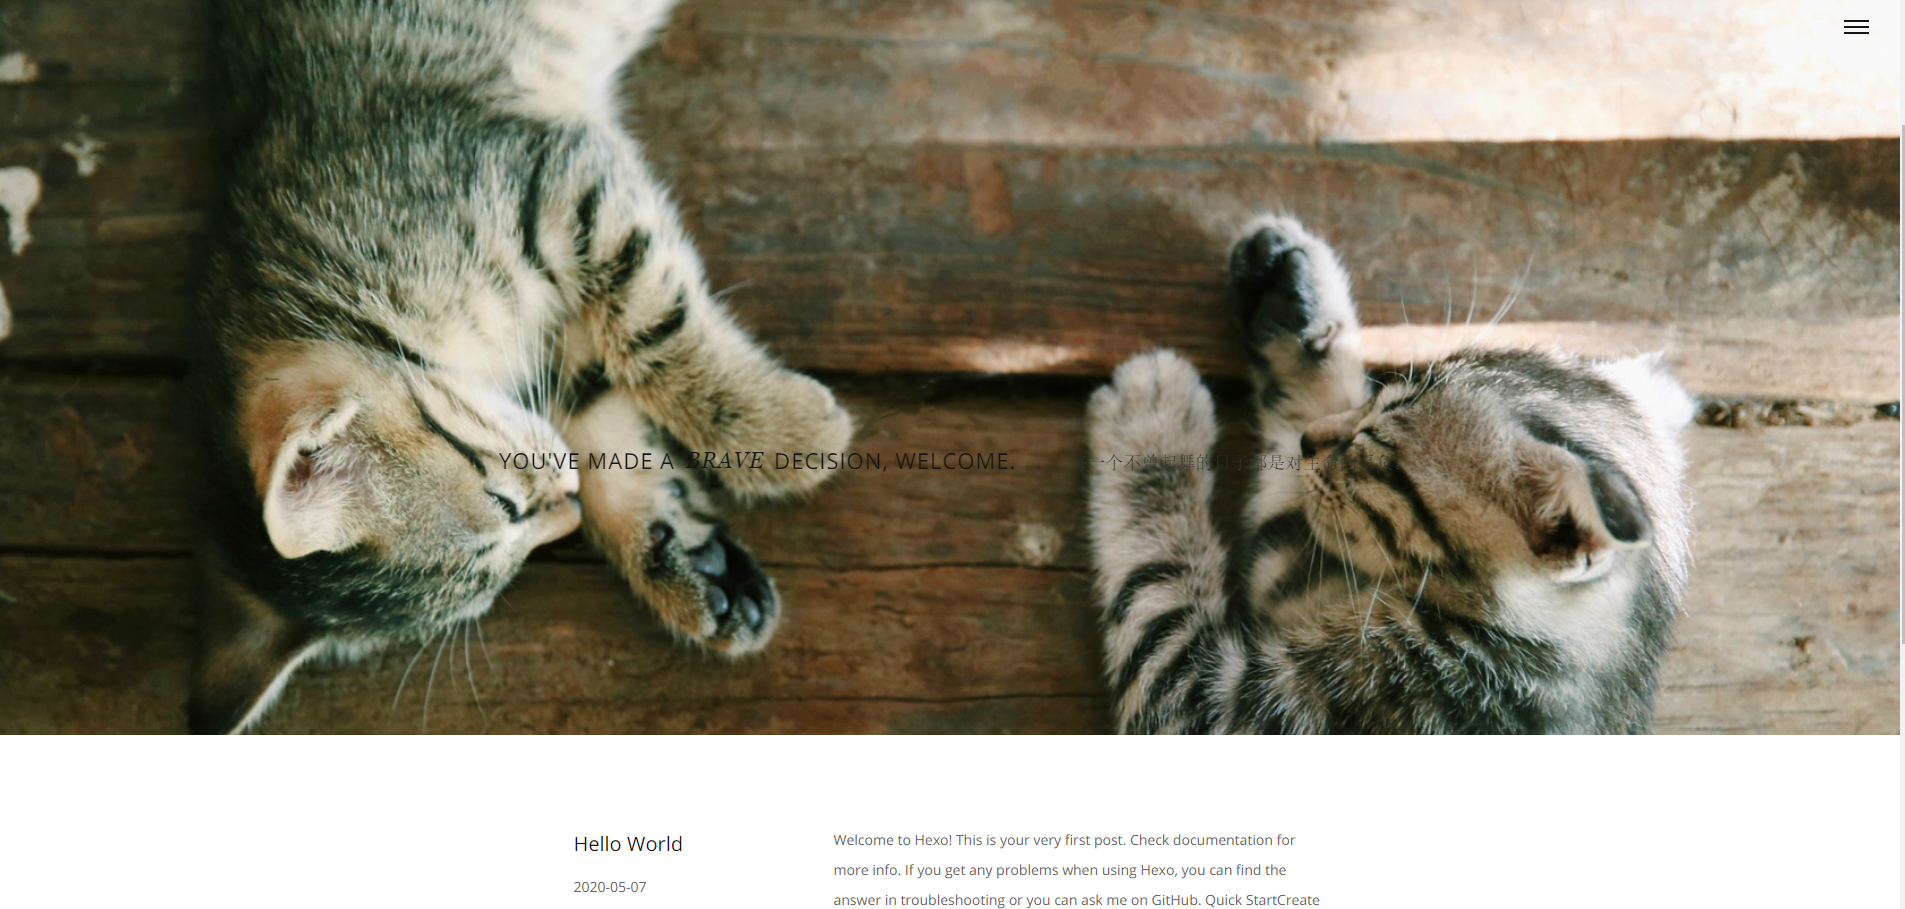 YOU'VE MADE A BRAVE DECISION, WELCOME.
一个不曾起舞的日子都是对生
Hello World
2020-05-07
Welcome to Hexo! This is your very first post. Check documentation for
more info. If you get any problems when using Hexo, you can find the
answer in troubleshooting or you can ask me on GitHub. Quick StartCreate